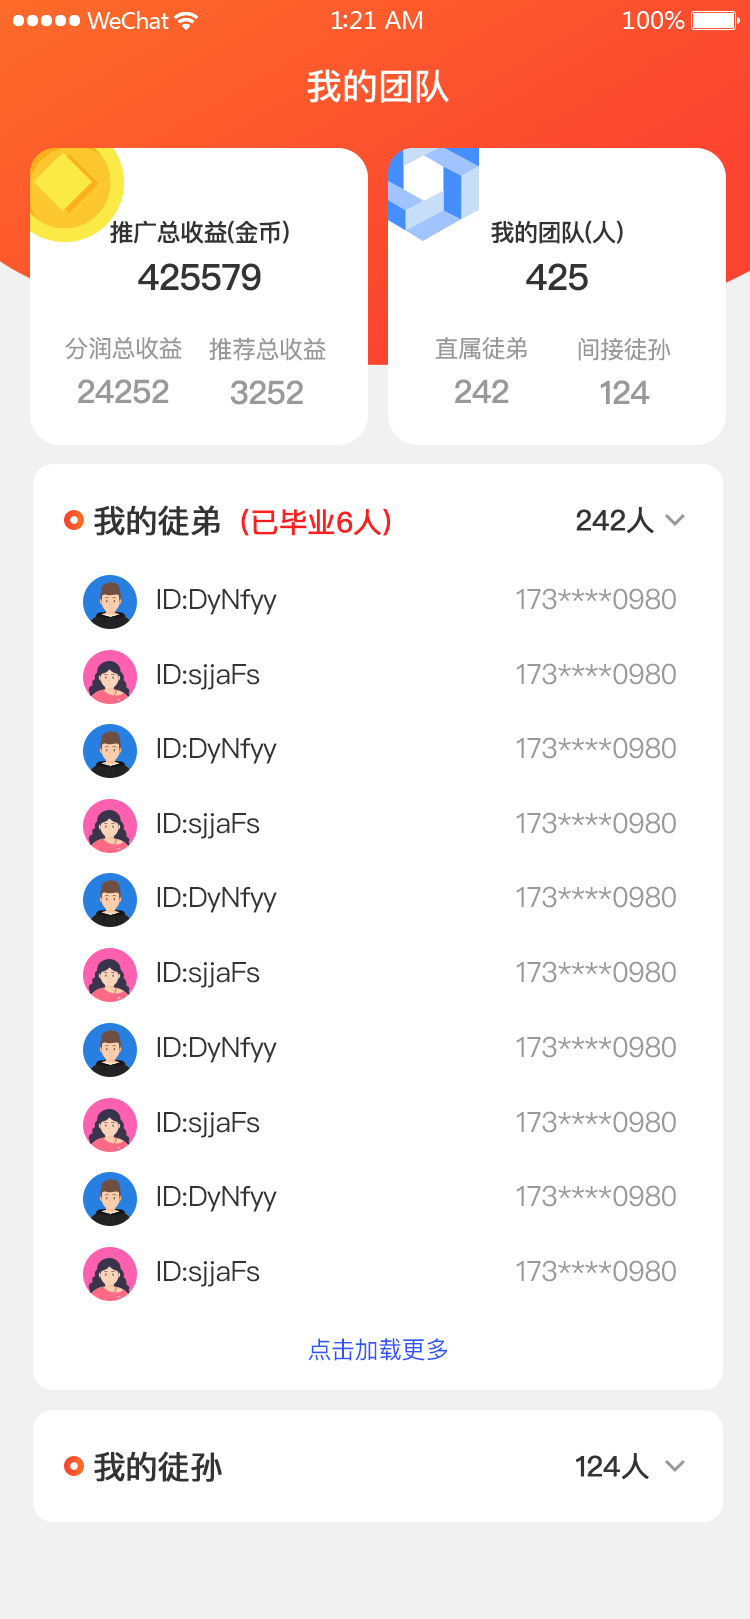 WeChat 1:21 AM 100%
我的团队
推广总收益(金币)
425579
分润总收益 推荐总收益
24252 3252
我的团队(人)
425
直属徒弟 间接徒孙
242 124
我的徒弟 (已毕业6人) 242人
ID:DyNfyy 173****0980
ID:sjjaFs 173****0980
ID:DyNfyy 173****0980
ID:sjjaFs 173****0980
ID:DyNfyy 173****0980
ID:sjjaFs 173****0980
ID:DyNfyy 173****0980
ID:sjjaFs 173****0980
ID:DyNfyy 173****0980
ID:sjjaFs 173****0980
点击加载更多
我的徒孙 124人